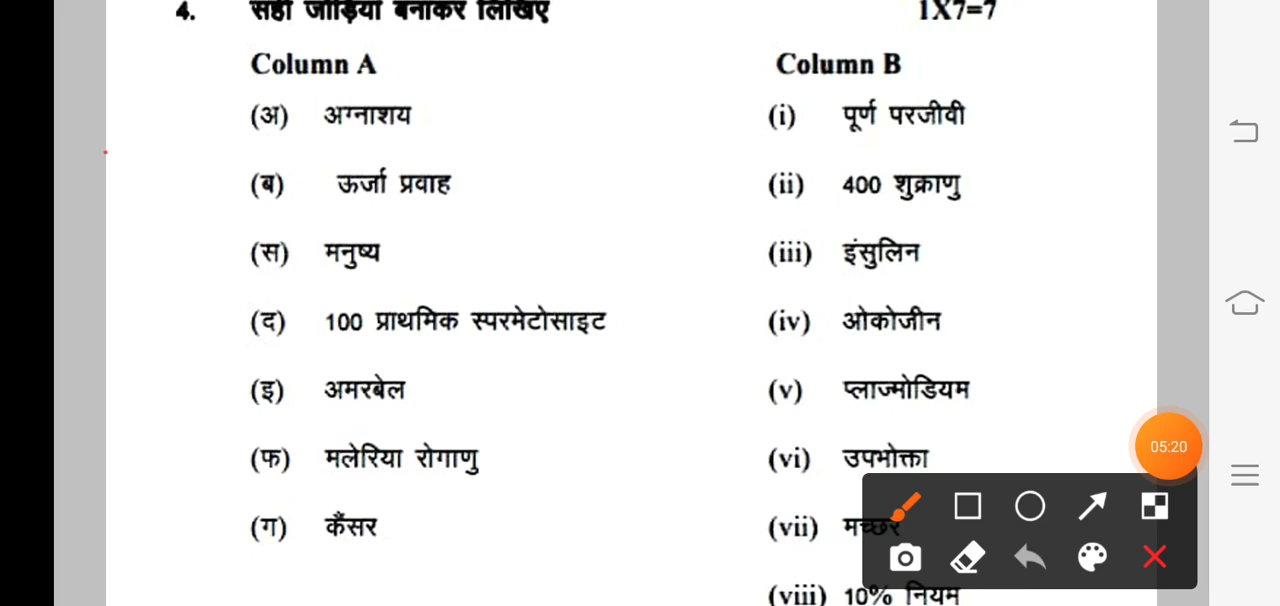 4. सही जोड़ियां बनाकर लिखिए 1X7=7
Column A Column B
(अ) अग्नाशय (i) पूर्ण परजीवी
(ब) ऊर्जा प्रवाह (ii) 400 शुक्राणु
(स) मनुष्य (iii) इंसुलिन
(द) 100 प्राथमिक स्परमेटोसाइट (iv) ओकोजीन
(इ) अमरबेल (v) प्लाज्मोडियम
(फ) मलेरिया रोगाणु (vi) उपभोक्ता
05:20
(ग) कैंसर (vii) मच्छर
(viii) 10% नियम